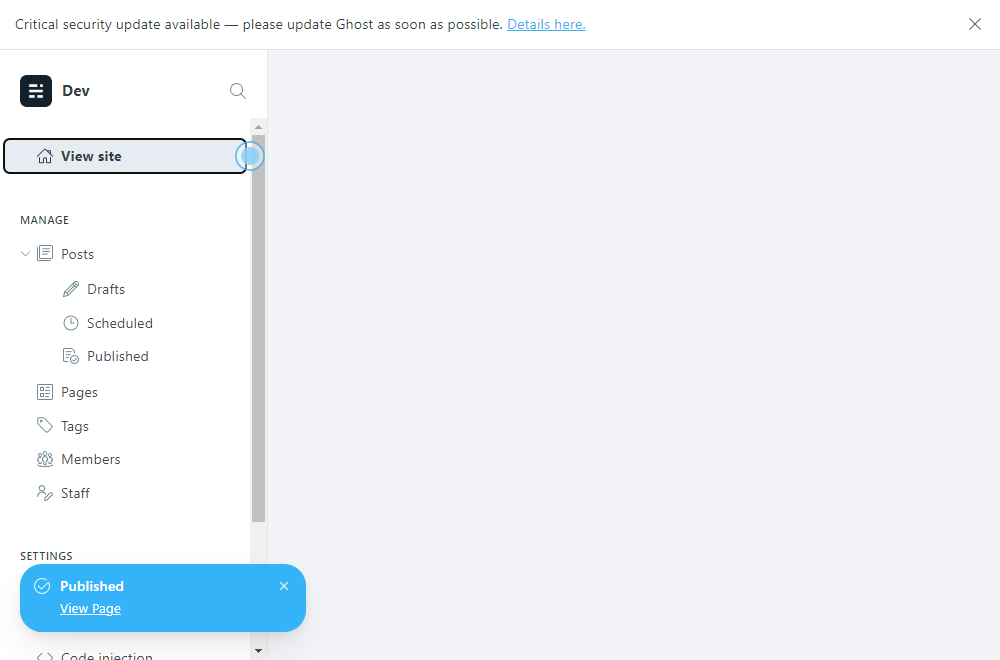 Critical security update available — please update Ghost as soon as possible. Details here.
Dev
View site
MANAGE
Posts
Drafts
Scheduled
Published
Pages
Tags
Members
Staff
SETTINGS
Published
View Page
Code injection